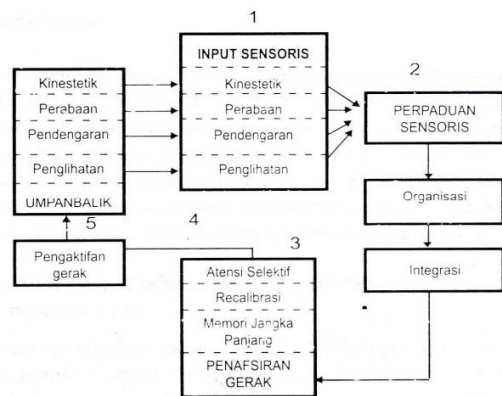 1
INPUT SENSORIS
Kinestetik
Perabaan
Pendengaran
Penglihatan
Kinestetik
Perabaan
Pendengaran
Penglihatan
UMPANBALIK
2
PERPADUAN
SENSORIS
Organisasi
Integrasi
3
Atensi Selektif
Recalibrasi
Memori Jangka
Panjang
PENAFSIRAN
GERAK
4
5
Pengaktifan
gerak